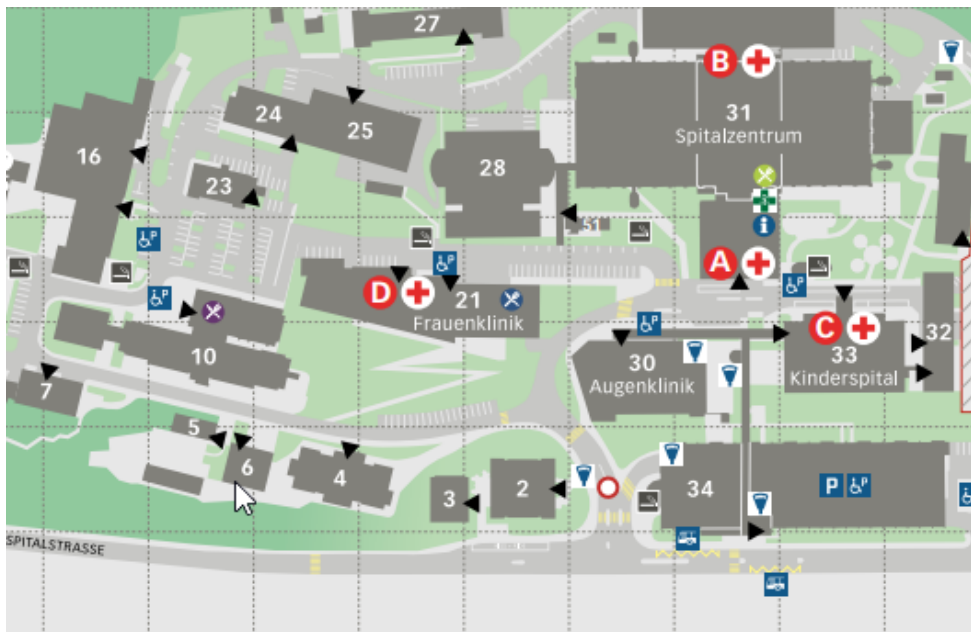 27
B
24
25
31
Spitalzentrum
16
28
23
51
A
D
21
Frauenklinik
C
10
30
Augenklinik
33
Kinderspital
32
7
5
6
4
3
2
34
P
SPITALSTRASSE